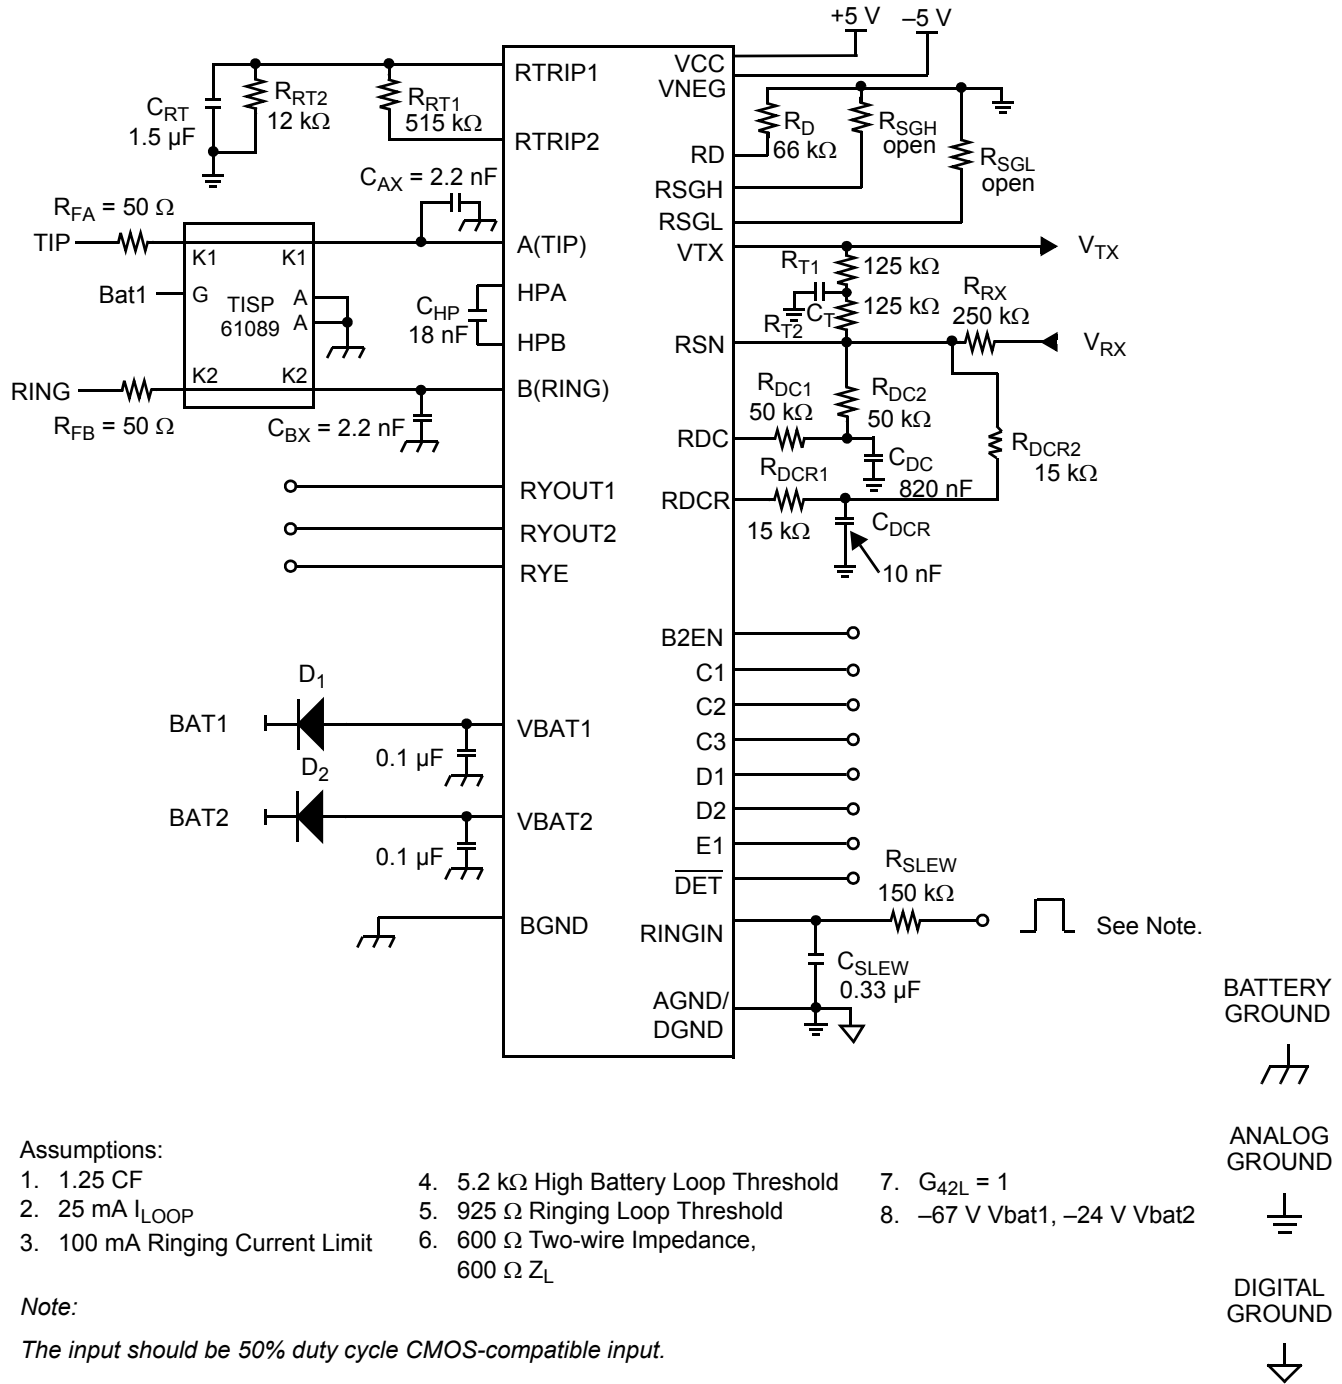 +5 V –5 V
RTRIP1
VCC
VNEG
C_RT
1.5 µF
R_RT2
12 kΩ
R_RT1
515 kΩ
RTRIP2
R_D
66 kΩ
R_SGH
open
R_SGL
open
RD
RSGH
RSGL
C_AX = 2.2 nF
R_FA = 50 Ω
TIP
K1 K1
A(TIP)
VTX
V_TX
R_T1
125 kΩ
Bat1
G
TISP
61089
A
A
C_HP
18 nF
HPA
HPB
C_T
125 kΩ
R_T2
R_RX
250 kΩ
RSN
V_RX
RING
K2 K2
B(RING)
R_FB = 50 Ω
C_BX = 2.2 nF
R_DC1
50 kΩ
R_DC2
50 kΩ
RDC
C_DC
820 nF
R_DCR2
15 kΩ
R_DCR1
RDCR
15 kΩ
C_DCR
10 nF
RYOUT1
RYOUT2
RYE
B2EN
C1
C2
C3
D1
D2
E1
DET
D_1
BAT1
VBAT1
0.1 µF
D_2
BAT2
VBAT2
0.1 µF
R_SLEW
150 kΩ
BGND
RINGIN
See Note.
C_SLEW
0.33 µF
AGND/
DGND
BATTERY
GROUND
ANALOG
GROUND
DIGITAL
GROUND
Assumptions:
1. 1.25 CF
2. 25 mA I_LOOP
3. 100 mA Ringing Current Limit
4. 5.2 kΩ High Battery Loop Threshold
5. 925 Ω Ringing Loop Threshold
6. 600 Ω Two-wire Impedance,
600 Ω Z_L
7. G_42L = 1
8. –67 V Vbat1, –24 V Vbat2
Note:
The input should be 50% duty cycle CMOS-compatible input.